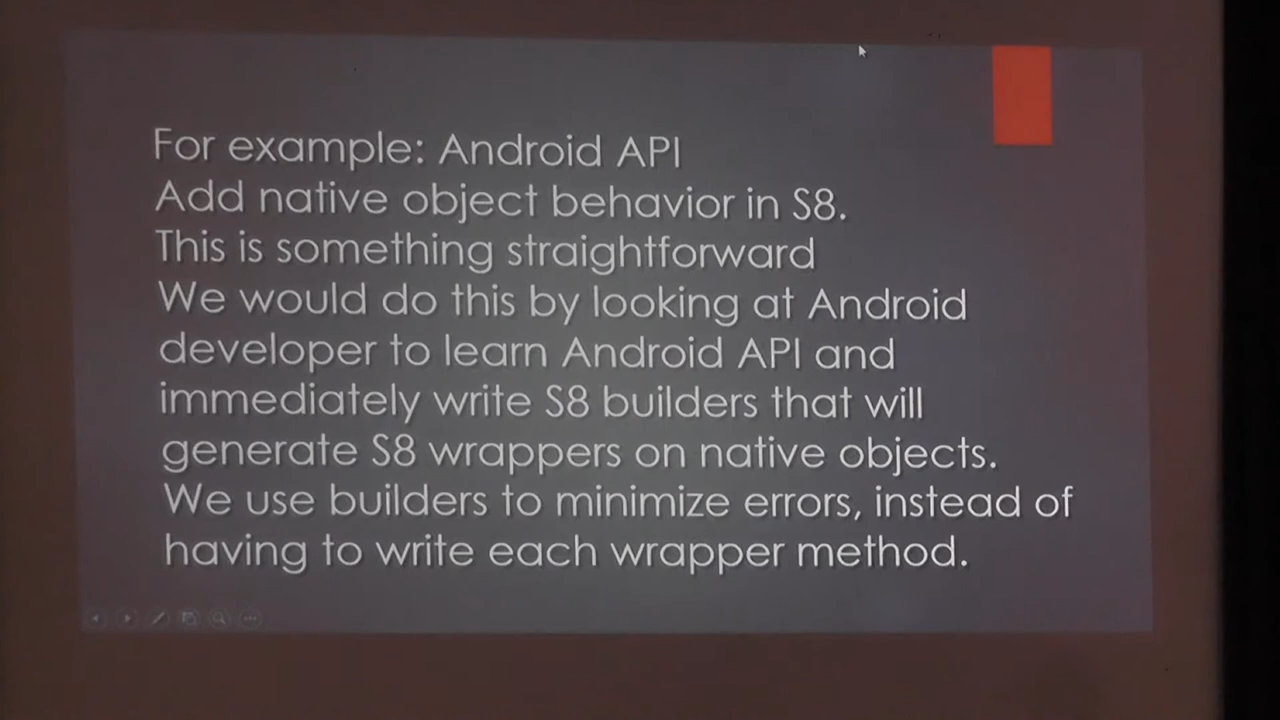 For example: Android API
Add native object behavior in S8.
This is something straightforward
We would do this by looking at Android
developer to learn Android API and
immediately write S8 builders that will
generate S8 wrappers on native objects.
We use builders to minimize errors, instead of
having to write each wrapper method.